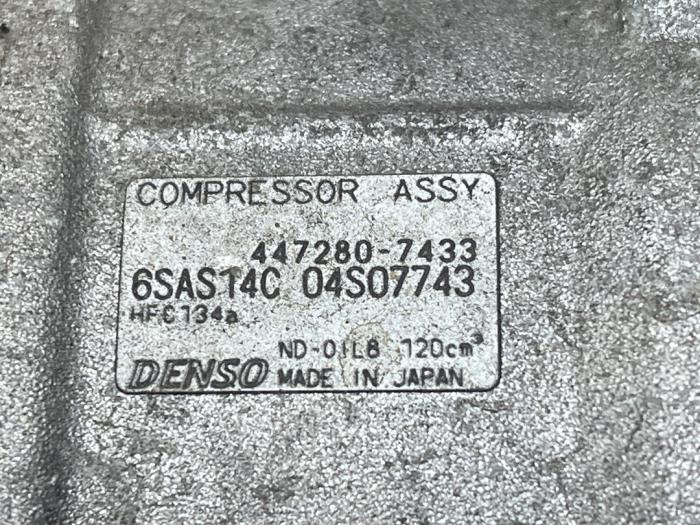 COMPRESSOR ASSY
447280-7433
6SAS14C 04S07743
HFC134a
ND-OIL8 120cm³
DENSO MADE IN JAPAN